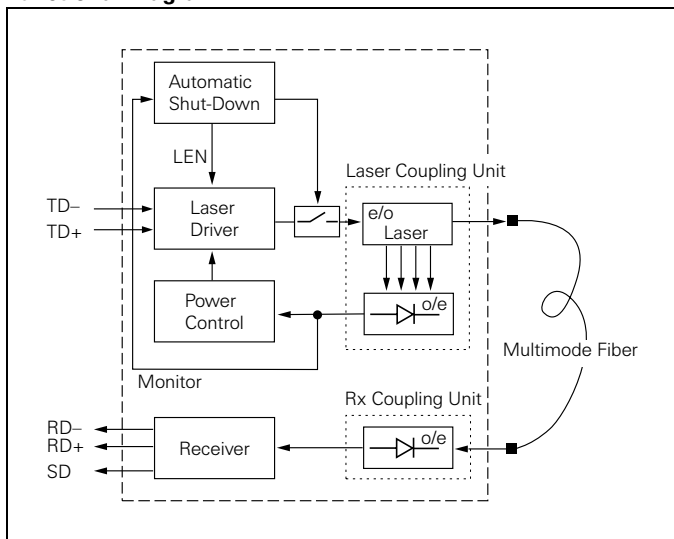 Automatic
Shut-Down
LEN
Laser Coupling Unit
TD–
TD+
Laser
Driver
e/o
Laser
Power
Control
o/e
Multimode Fiber
Monitor
Rx Coupling Unit
RD–
RD+
SD
Receiver
o/e